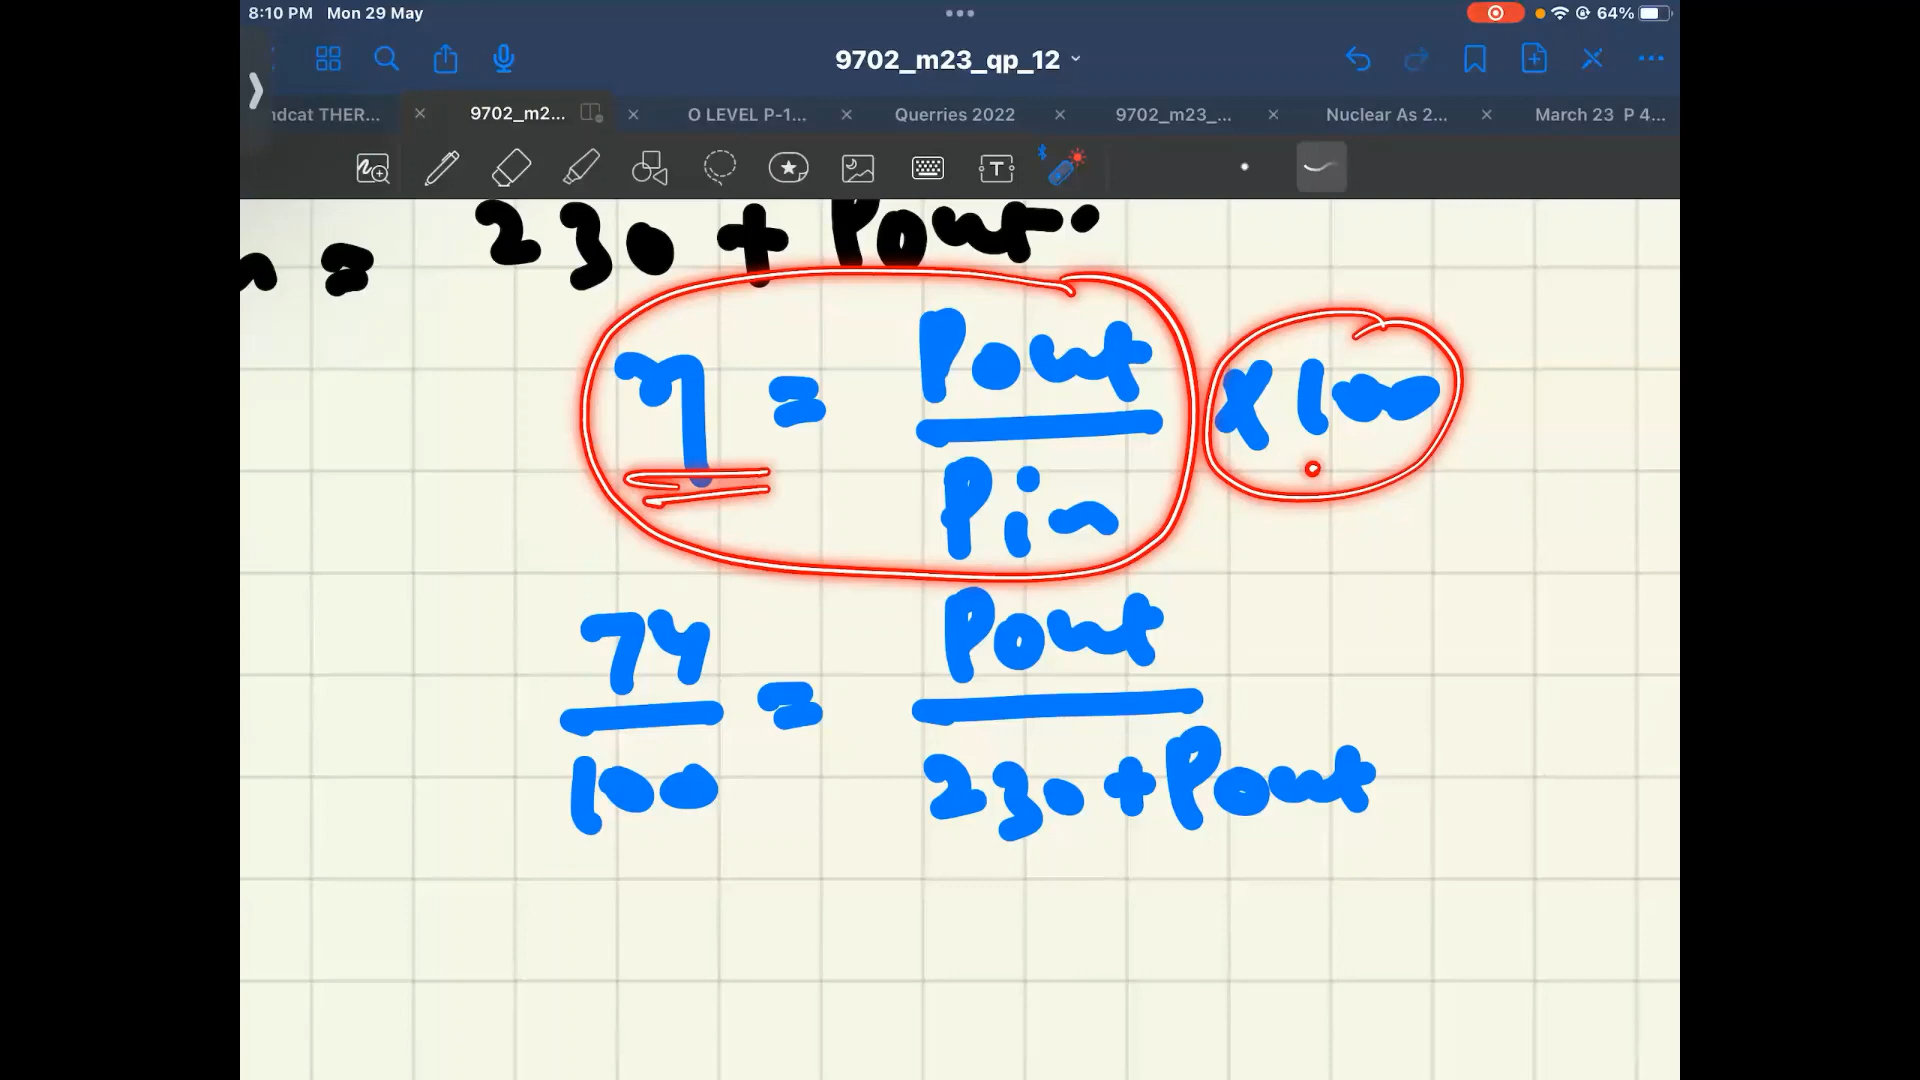 8:10 PM Mon 29 May 64%
9702_m23_qp_12
ndcat THER... 9702_m2... O LEVEL P-1... Querries 2022 9702_m23_... Nuclear As 2... March 23 P 4...
= 230 + Pout.
η = Pout / Pin × 100
74 / 100 = Pout / 230 + Pout